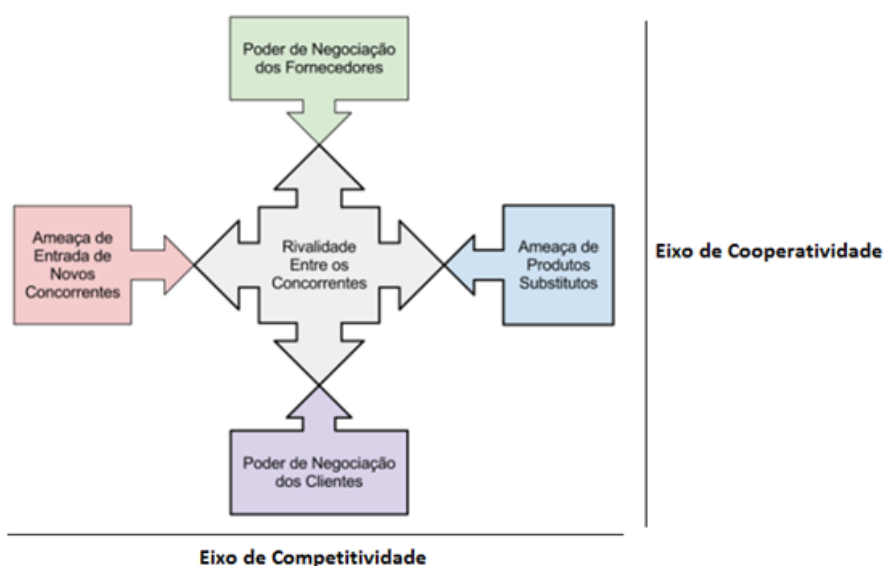 Poder de Negociação
dos Fornecedores
Ameaça de
Entrada de
Novos
Concorrentes
Rivalidade
Entre os
Concorrentes
Ameaça de
Produtos
Substitutos
Eixo de Cooperatividade
Poder de Negociação
dos Clientes
Eixo de Competitividade